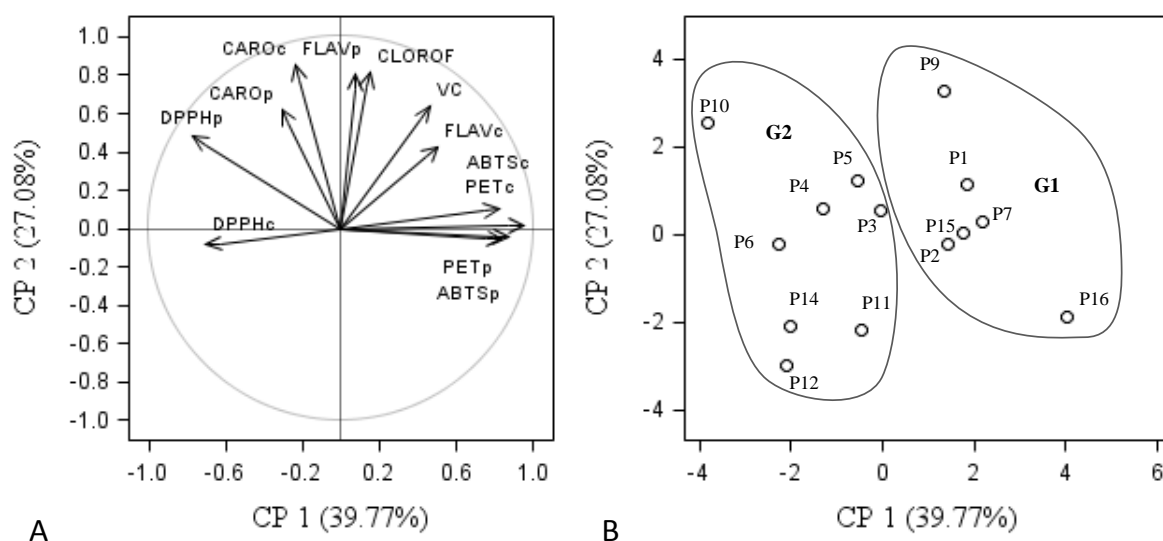 1.0
0.8
0.6
0.4
0.2
0.0
-0.2
-0.4
-0.6
-0.8
-1.0
CP 2 (27.08%)
CAROc FLAVp CLOROF
CAROp VC
DPPHp FLAVc
ABTSc
PETc
DPPHc
PETp
ABTSp
-1.0 -0.6 -0.2 0.2 0.6 1.0
CP 1 (39.77%)
A
4
2
0
-2
-4
CP 2 (27.08%)
P9
P10
G2
P5 P1
P4 G1
P3 P15 P7
P6 P2
P14 P11 P16
P12
-4 -2 0 2 4 6
CP 1 (39.77%)
B